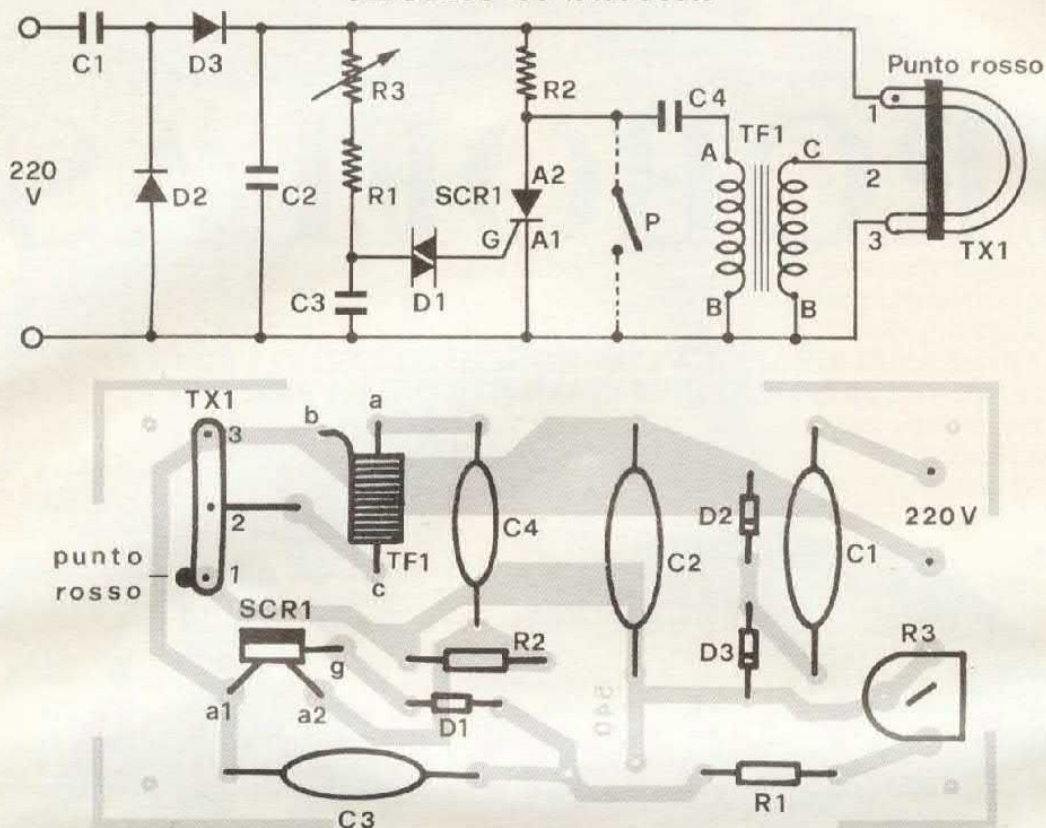 C1
D3
R3
R2
C4
Punto rosso
1
TF1
A
C
220
V
D2
C2
R1
SCR1
A2
P
2
G
A1
3
TX1
C3
D1
B
B
TX1
a
b
3
D2
220 V
2
C4
C2
C1
punto
TF1
rosso
1
c
SCR1
R3
g
R2
D3
a1
a2
D1
540
R1
C3